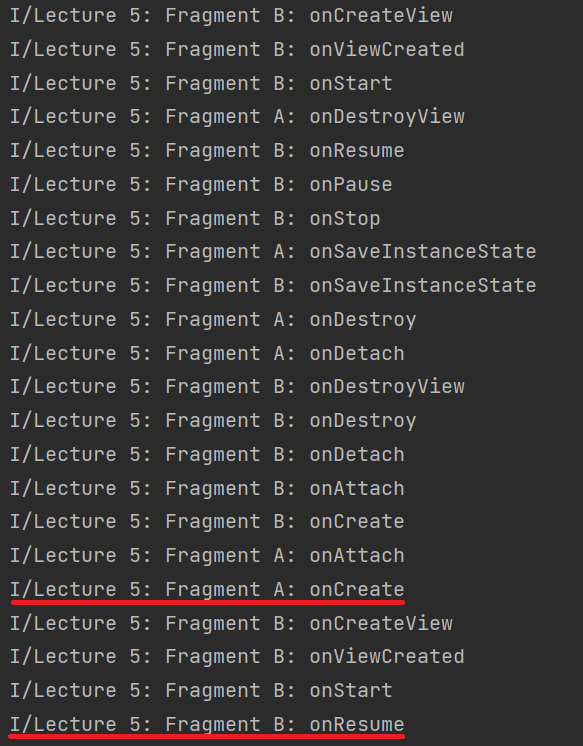 I/Lecture 5: Fragment B: onCreateView
I/Lecture 5: Fragment B: onViewCreated
I/Lecture 5: Fragment B: onStart
I/Lecture 5: Fragment A: onDestroyView
I/Lecture 5: Fragment B: onResume
I/Lecture 5: Fragment B: onPause
I/Lecture 5: Fragment B: onStop
I/Lecture 5: Fragment A: onSaveInstanceState
I/Lecture 5: Fragment B: onSaveInstanceState
I/Lecture 5: Fragment A: onDestroy
I/Lecture 5: Fragment A: onDetach
I/Lecture 5: Fragment B: onDestroyView
I/Lecture 5: Fragment B: onDestroy
I/Lecture 5: Fragment B: onDetach
I/Lecture 5: Fragment B: onAttach
I/Lecture 5: Fragment B: onCreate
I/Lecture 5: Fragment A: onAttach
I/Lecture 5: Fragment A: onCreate
I/Lecture 5: Fragment B: onCreateView
I/Lecture 5: Fragment B: onViewCreated
I/Lecture 5: Fragment B: onStart
I/Lecture 5: Fragment B: onResume